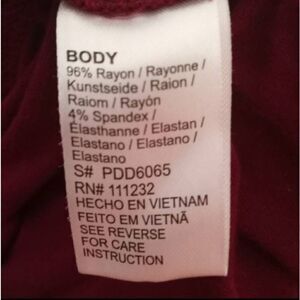 BODY
96% Rayon / Rayonne /
Kunstseide / Raion /
Raiom / Rayón
4% Spandex /
Élasthanne / Elastan /
Elastano / Elastano /
Elastano
S# PDD6065
RN# 111232
HECHO EN VIETNAM
FEITO EM VIETNÃ
SEE REVERSE
FOR CARE
INSTRUCTION